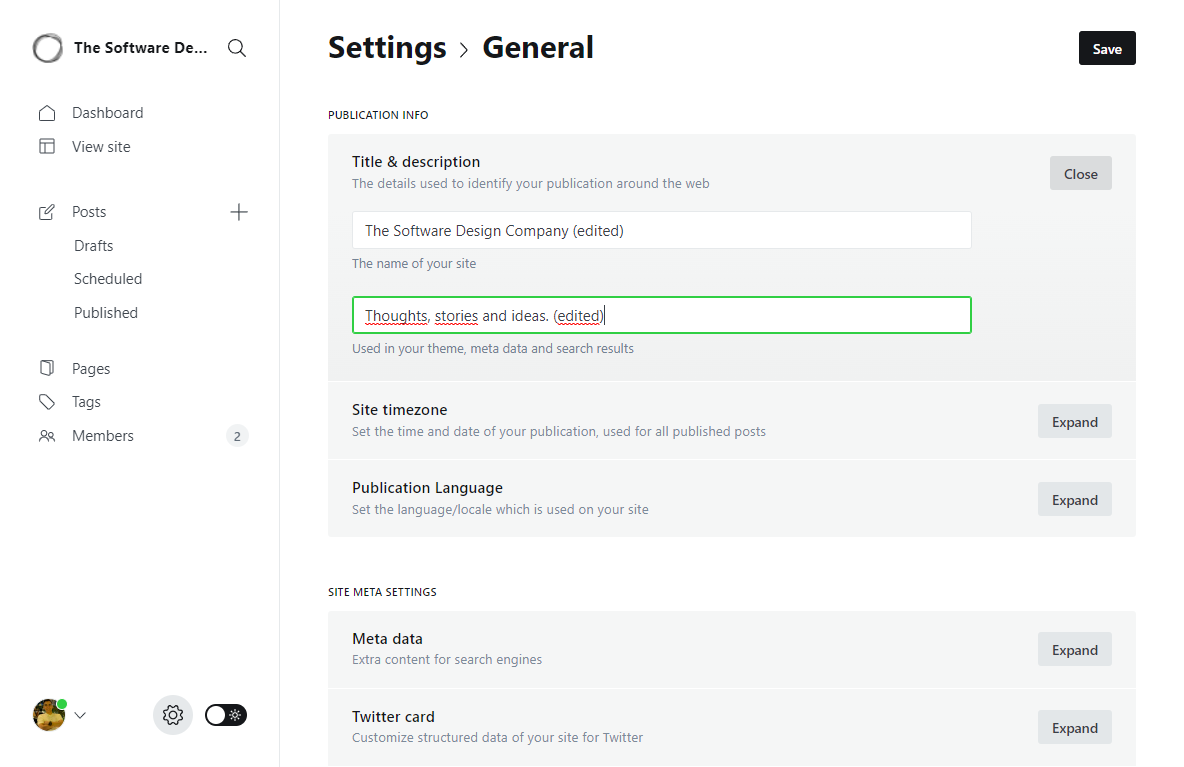 The Software De...
Dashboard
View site
Posts
Drafts
Scheduled
Published
Pages
Tags
Members
2
Settings > General
Save
PUBLICATION INFO
Title & description
The details used to identify your publication around the web
Close
The Software Design Company (edited)
The name of your site
Thoughts, stories and ideas. (edited)
Used in your theme, meta data and search results
Site timezone
Set the time and date of your publication, used for all published posts
Expand
Publication Language
Set the language/locale which is used on your site
Expand
SITE META SETTINGS
Meta data
Extra content for search engines
Expand
Twitter card
Customize structured data of your site for Twitter
Expand